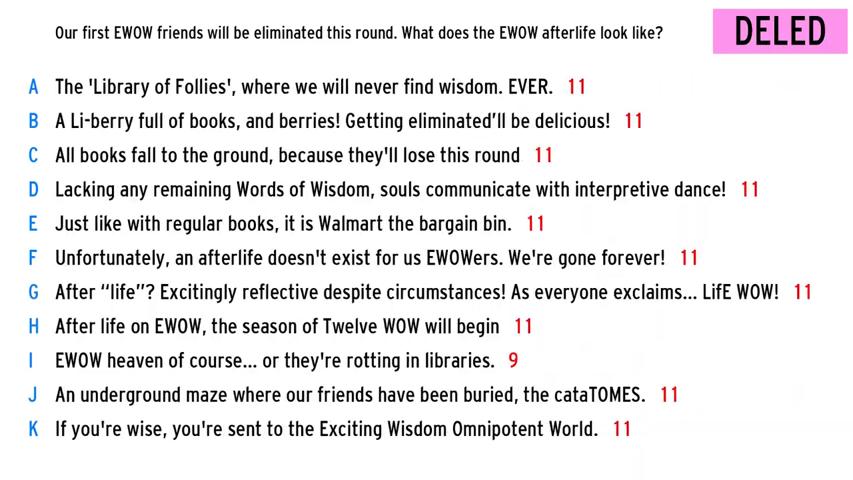 Our first EWOW friends will be eliminated this round. What does the EWOW afterlife look like?
DELED
A The 'Library of Follies', where we will never find wisdom. EVER. 11
B A Li-berry full of books, and berries! Getting eliminated’ll be delicious! 11
C All books fall to the ground, because they'll lose this round 11
D Lacking any remaining Words of Wisdom, souls communicate with interpretive dance! 11
E Just like with regular books, it is Walmart the bargain bin. 11
F Unfortunately, an afterlife doesn't exist for us EWOWers. We're gone forever! 11
G After “life”? Excitingly reflective despite circumstances! As everyone exclaims... LifE WOW! 11
H After life on EWOW, the season of Twelve WOW will begin 11
I EWOW heaven of course... or they're rotting in libraries. 9
J An underground maze where our friends have been buried, the cataTOMES. 11
K If you're wise, you're sent to the Exciting Wisdom Omnipotent World. 11